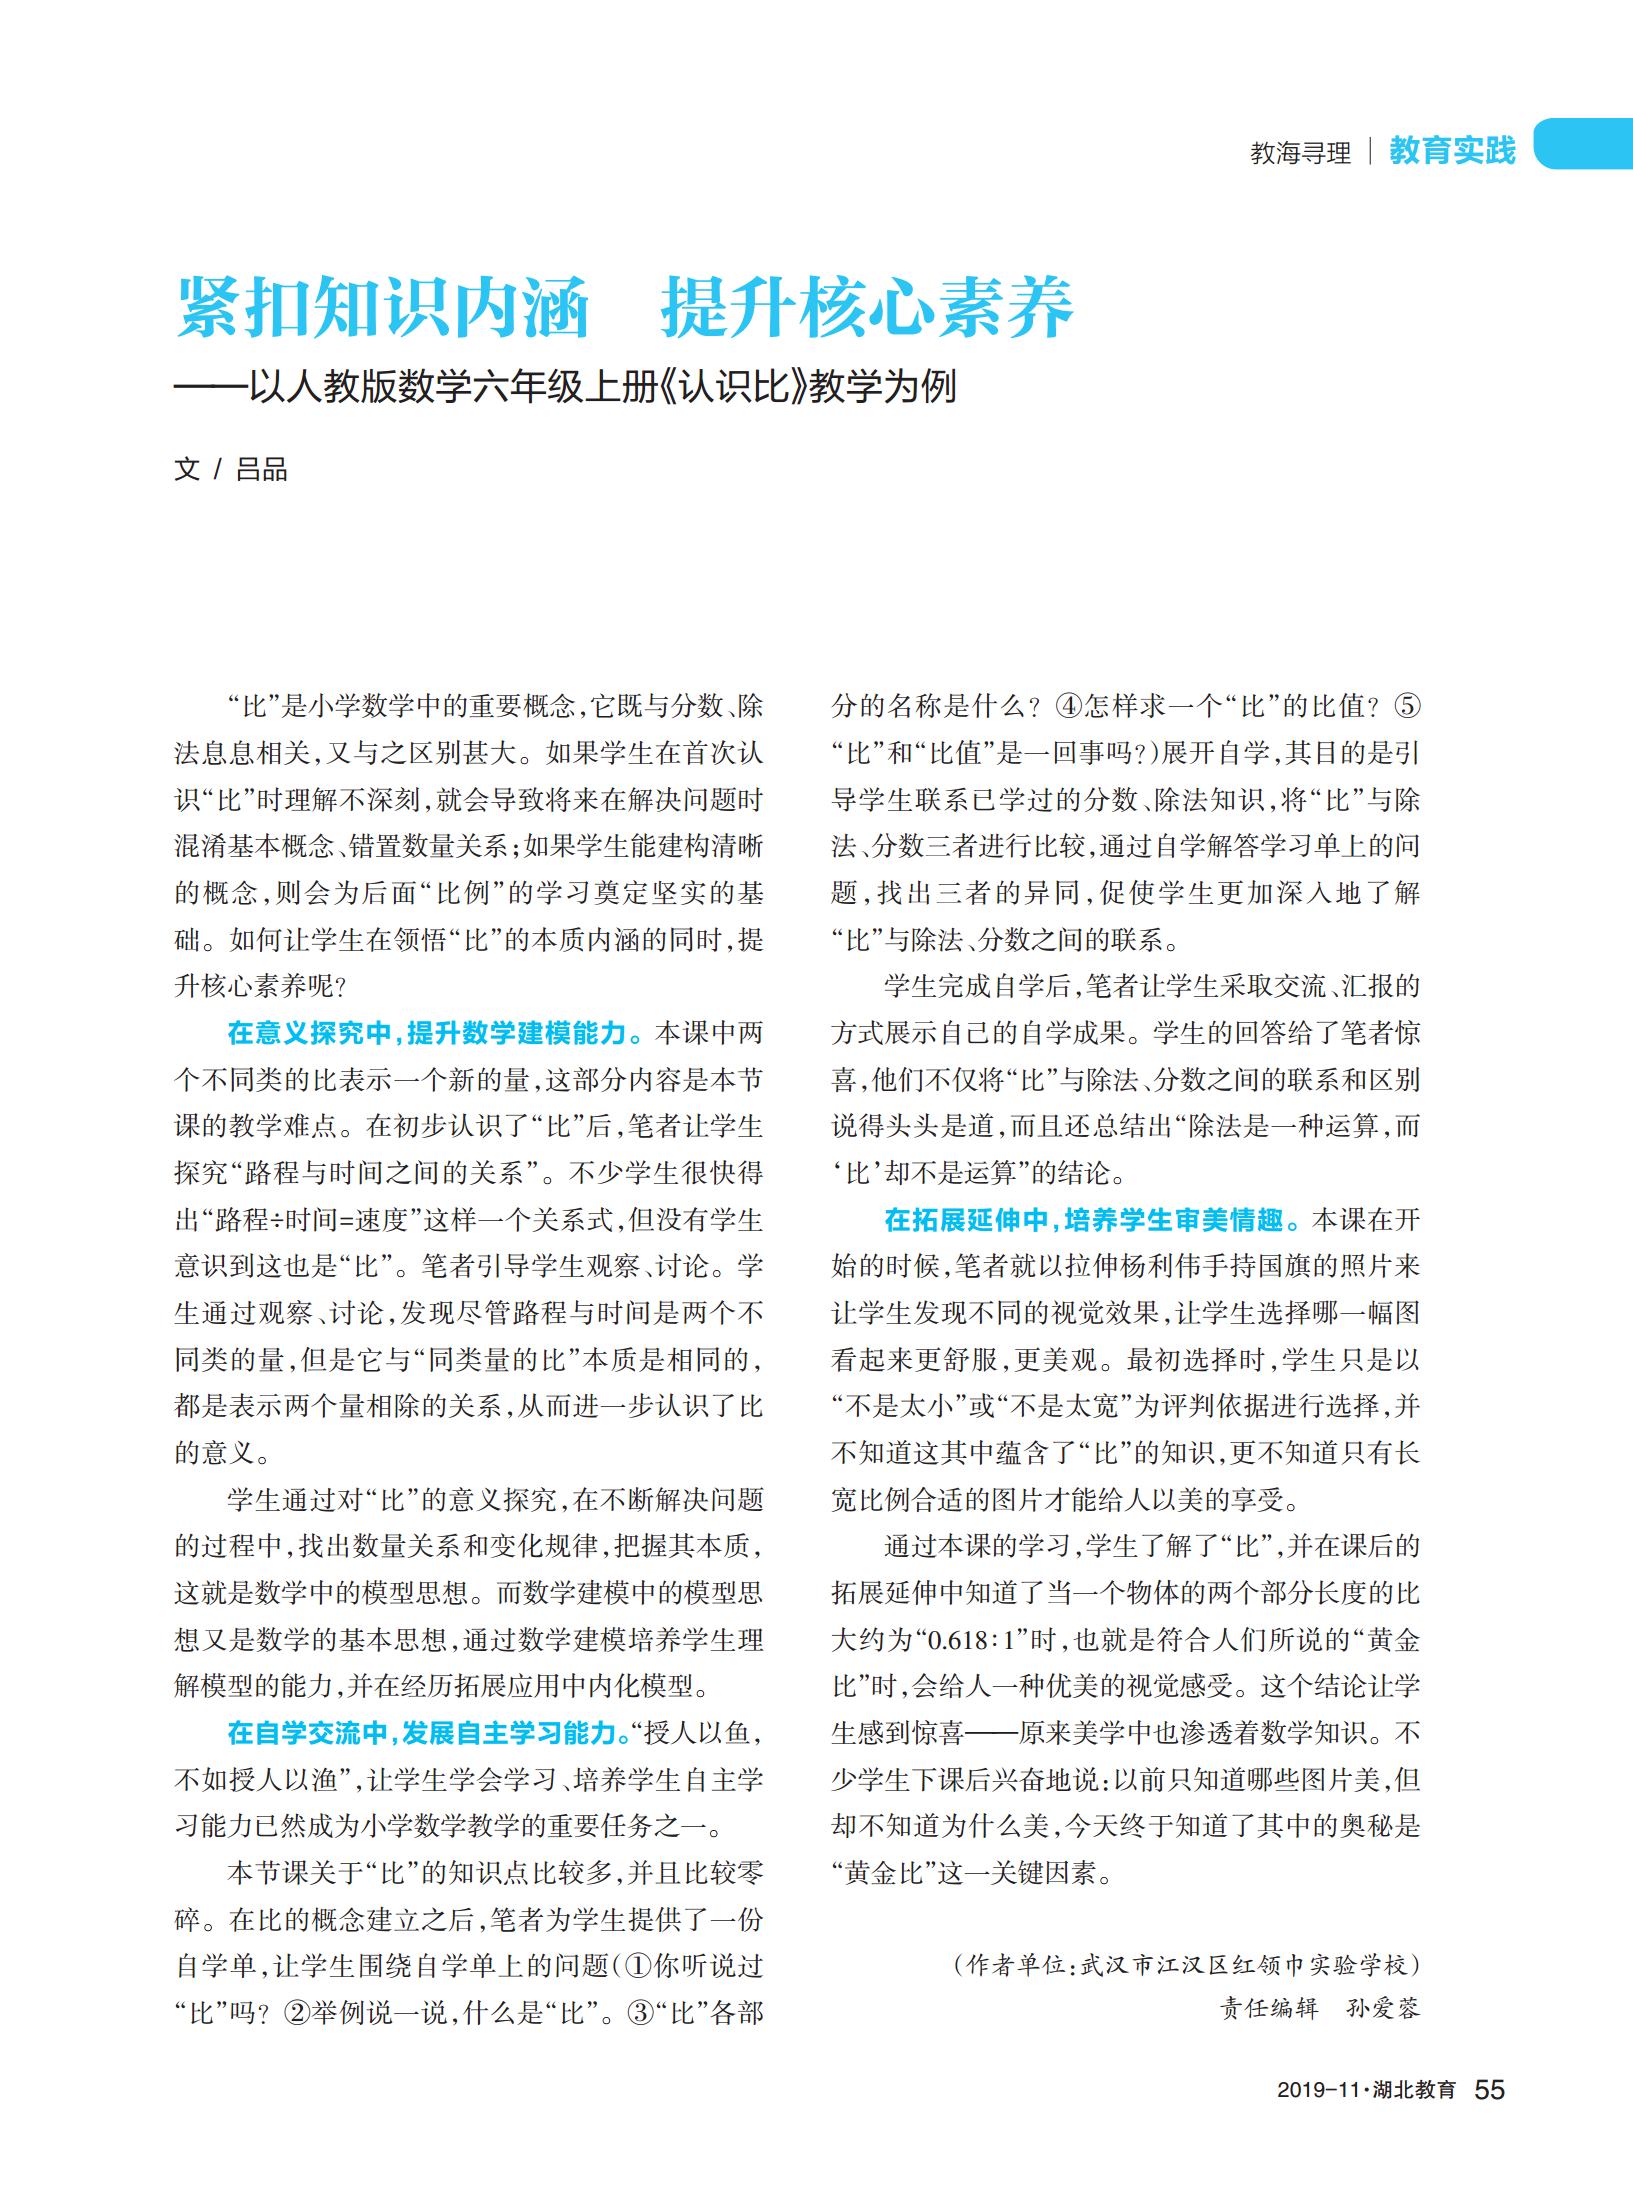 教海寻理 | 教育实践
紧扣知识内涵　提升核心素养
——以人教版数学六年级上册《认识比》教学为例
文 / 吕品
“比”是小学数学中的重要概念，它既与分数、除
法息息相关，又与之区别甚大。如果学生在首次认
识“比”时理解不深刻，就会导致将来在解决问题时
混淆基本概念、错置数量关系；如果学生能建构清晰
的概念，则会为后面“比例”的学习奠定坚实的基
础。如何让学生在领悟“比”的本质内涵的同时，提
升核心素养呢？
在意义探究中，提升数学建模能力。本课中两
个不同类的比表示一个新的量，这部分内容是本节
课的教学难点。在初步认识了“比”后，笔者让学生
探究“路程与时间之间的关系”。不少学生很快得
出“路程÷时间=速度”这样一个关系式，但没有学生
意识到这也是“比”。笔者引导学生观察、讨论。学
生通过观察、讨论，发现尽管路程与时间是两个不
同类的量，但是它与“同类量的比”本质是相同的，
都是表示两个量相除的关系，从而进一步认识了比
的意义。
学生通过对“比”的意义探究，在不断解决问题
的过程中，找出数量关系和变化规律，把握其本质，
这就是数学中的模型思想。而数学建模中的模型思
想又是数学的基本思想，通过数学建模培养学生理
解模型的能力，并在经历拓展应用中内化模型。
在自学交流中，发展自主学习能力。“授人以鱼，
不如授人以渔”，让学生学会学习、培养学生自主学
习能力已然成为小学数学教学的重要任务之一。
本节课关于“比”的知识点比较多，并且比较零
碎。在比的概念建立之后，笔者为学生提供了一份
自学单，让学生围绕自学单上的问题（①你听说过
“比”吗？②举例说一说，什么是“比”。③“比”各部
分的名称是什么？④怎样求一个“比”的比值？⑤
“比”和“比值”是一回事吗？）展开自学，其目的是引
导学生联系已学过的分数、除法知识，将“比”与除
法、分数三者进行比较，通过自学解答学习单上的问
题，找出三者的异同，促使学生更加深入地了解
“比”与除法、分数之间的联系。
学生完成自学后，笔者让学生采取交流、汇报的
方式展示自己的自学成果。学生的回答给了笔者惊
喜，他们不仅将“比”与除法、分数之间的联系和区别
说得头头是道，而且还总结出“除法是一种运算，而
‘比’却不是运算”的结论。
在拓展延伸中，培养学生审美情趣。本课在开
始的时候，笔者就以拉伸杨利伟手持国旗的照片来
让学生发现不同的视觉效果，让学生选择哪一幅图
看起来更舒服，更美观。最初选择时，学生只是以
“不是太小”或“不是太宽”为评判依据进行选择，并
不知道这其中蕴含了“比”的知识，更不知道只有长
宽比例合适的图片才能给人以美的享受。
通过本课的学习，学生了解了“比”，并在课后的
拓展延伸中知道了当一个物体的两个部分长度的比
大约为“0.618∶1”时，也就是符合人们所说的“黄金
比”时，会给人一种优美的视觉感受。这个结论让学
生感到惊喜——原来美学中也渗透着数学知识。不
少学生下课后兴奋地说：以前只知道哪些图片美，但
却不知道为什么美，今天终于知道了其中的奥秘是
“黄金比”这一关键因素。
（作者单位：武汉市江汉区红领巾实验学校）
责任编辑　孙爱蓉
2019-11·湖北教育 55